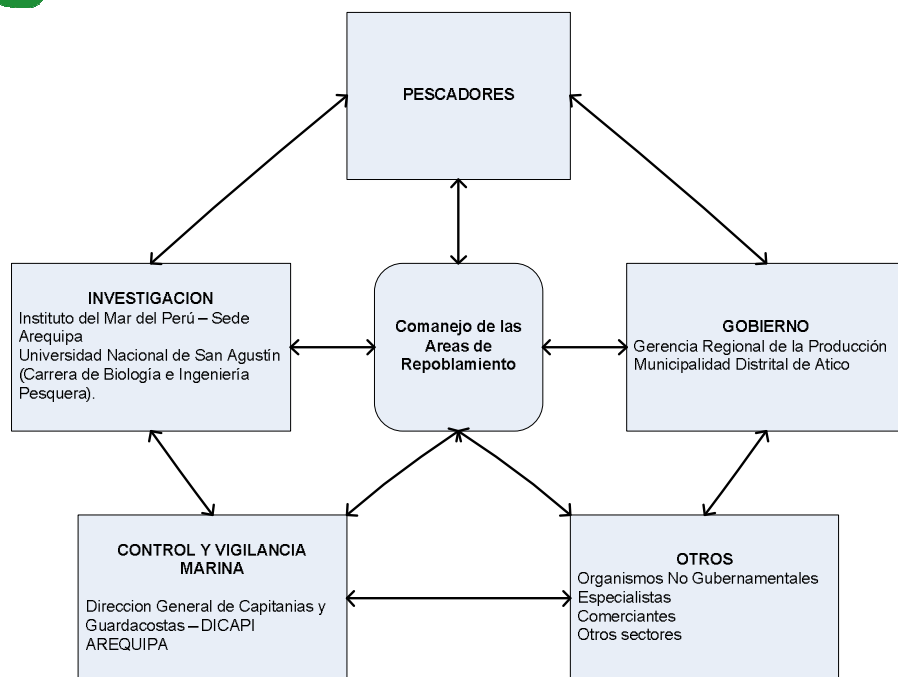 PESCADORES
INVESTIGACION
Instituto del Mar del Perú – Sede
Arequipa
Universidad Nacional de San Agustín
(Carrera de Biología e Ingeniería
Pesquera).
Comanejo de las
Areas de
Repoblamiento
GOBIERNO
Gerencia Regional de la Producción
Municipalidad Distrital de Atico
CONTROL Y VIGILANCIA
MARINA
Direccion General de Capitanias y
Guardacostas – DICAPI
AREQUIPA
OTROS
Organismos No Gubernamentales
Especialistas
Comerciantes
Otros sectores